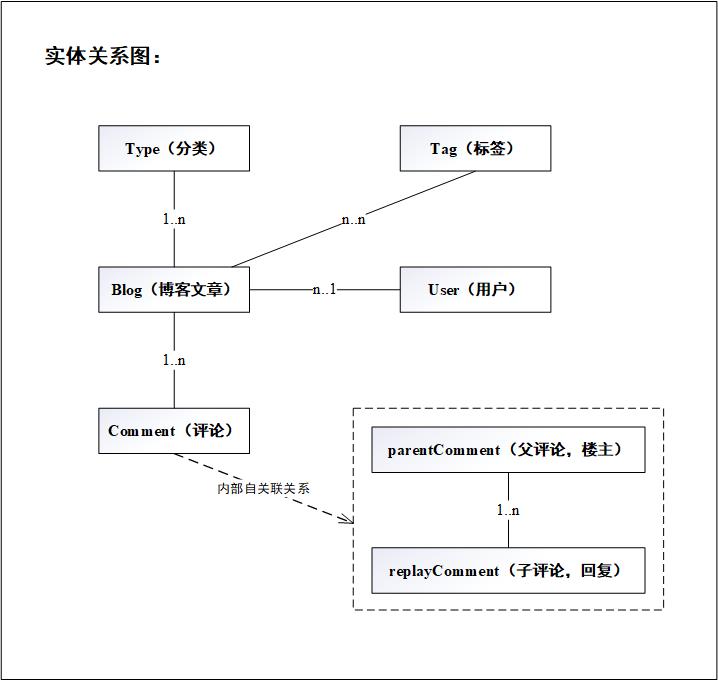 实体关系图：
Type（分类）
Tag（标签）
1..n
n..n
Blog（博客文章）
n..1
User（用户）
1..n
Comment（评论）
parentComment（父评论，楼主）
内部自关联关系
1..n
replayComment（子评论，回复）